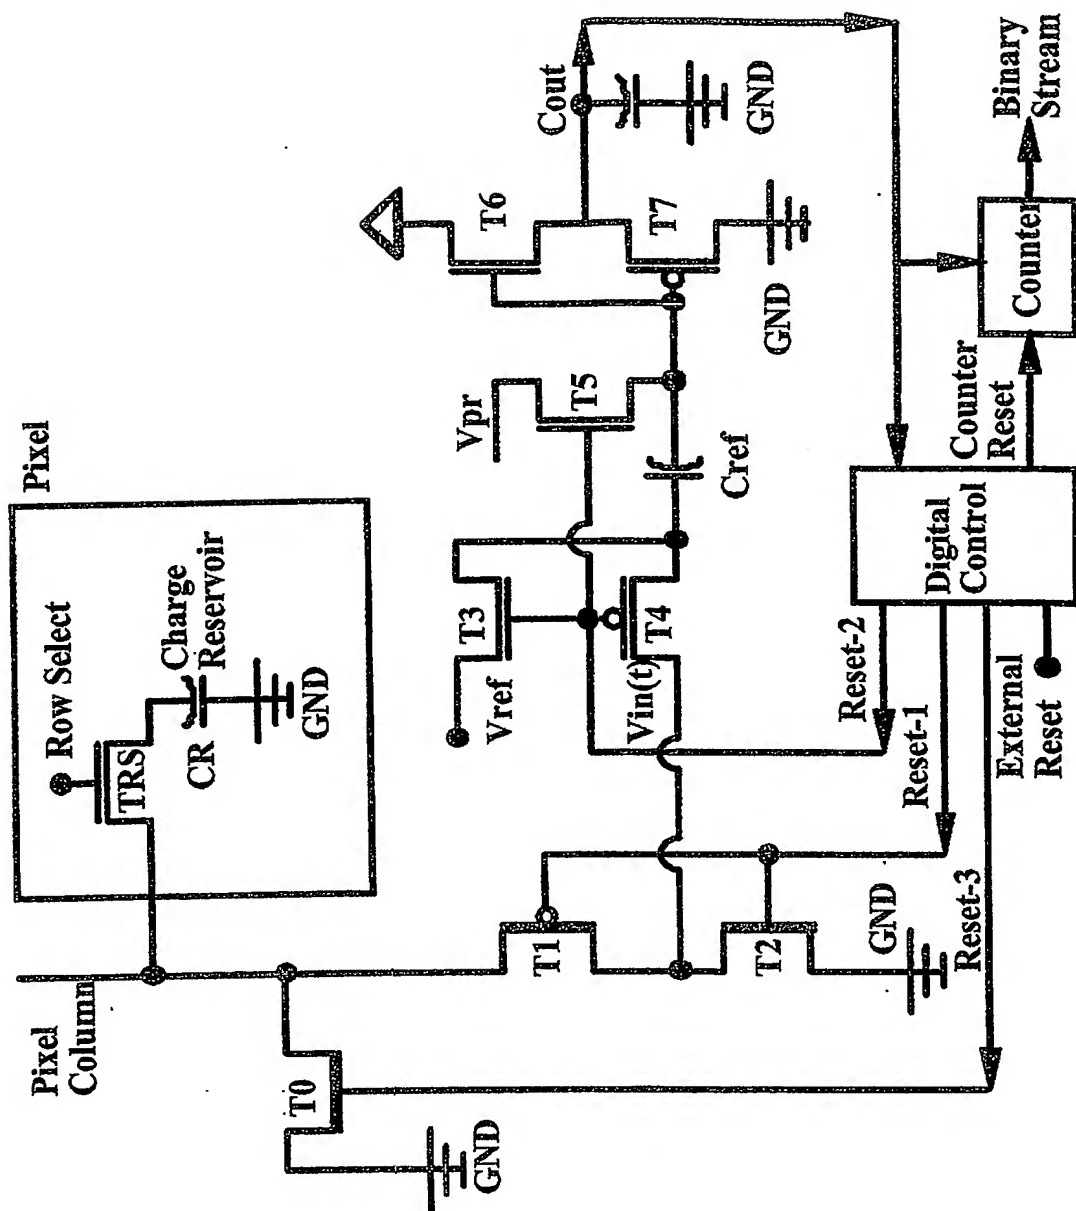 Pixel
Column
Pixel
Row Select
TRS
Charge
Reservoir
CR
GND
T0
GND
Vref
T3
Vpr
T6
Cout
T1
T5
Vin(t)
T4
T7
Cref
GND
T2
GND
Reset-2
GND
Reset-1
Digital
Control
Counter
Reset
Reset-3
External
Reset
Counter
Binary
Stream